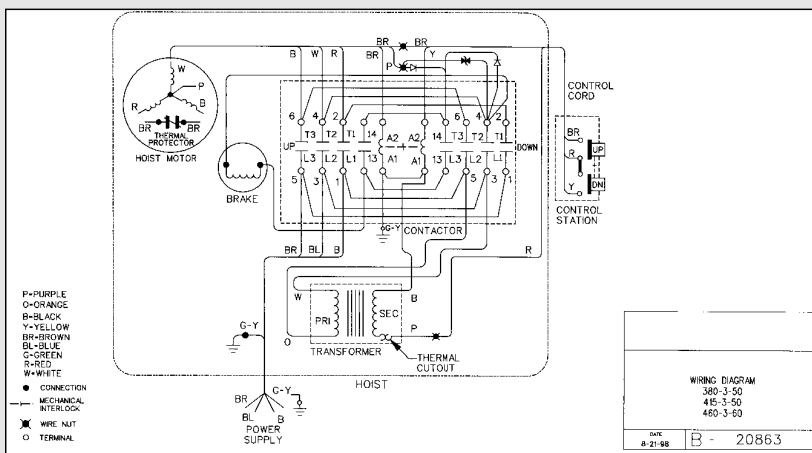 B W R BR BR BR Y
P
W
P
R B
BR BR
THERMAL
PROTECTOR
HOIST MOTOR
BRAKE
6 4 2 14 A2 A2 14 6 4 2
T3 T2 T1 T3 T2 T1
UP DOWN
L3 L2 L1 13 A1 A1 13 L3 L2 L1
5 3 1 5 3 1
G-Y CONTACTOR
BR BL B
R
CONTROL
CORD
BR
R
Y
UP
DN
CONTROL
STATION
W B
PRI SEC
O P
TRANSFORMER
THERMAL
CUTOUT
HOIST
G-Y
G-Y
BR
BL B
POWER
SUPPLY
P-PURPLE
O-ORANGE
B-BLACK
Y-YELLOW
BR-BROWN
BL-BLUE
G-GREEN
R-RED
W-WHITE
CONNECTION
MECHANICAL
INTERLOCK
WIRE NUT
TERMINAL
WIRING DIAGRAM
380-3-50
415-3-50
460-3-60
DATE
8-21-98
B - 20863